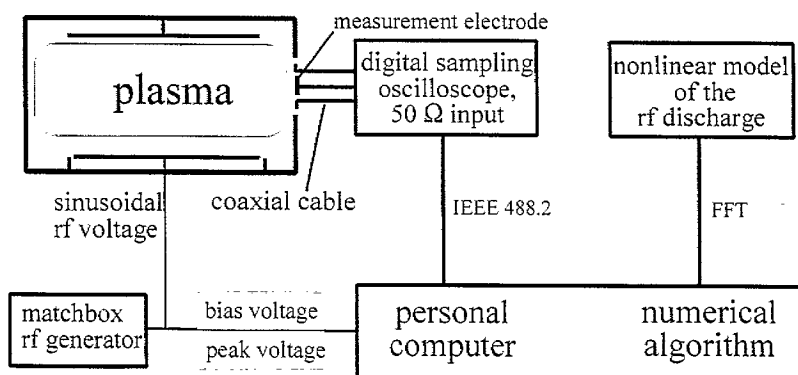 measurement electrode
plasma
digital sampling
oscilloscope,
50 Ω input
nonlinear model
of the
rf discharge
sinusoidal
rf voltage
coaxial cable
IEEE 488.2
FFT
matchbox
rf generator
bias voltage
peak voltage
personal
computer
numerical
algorithm